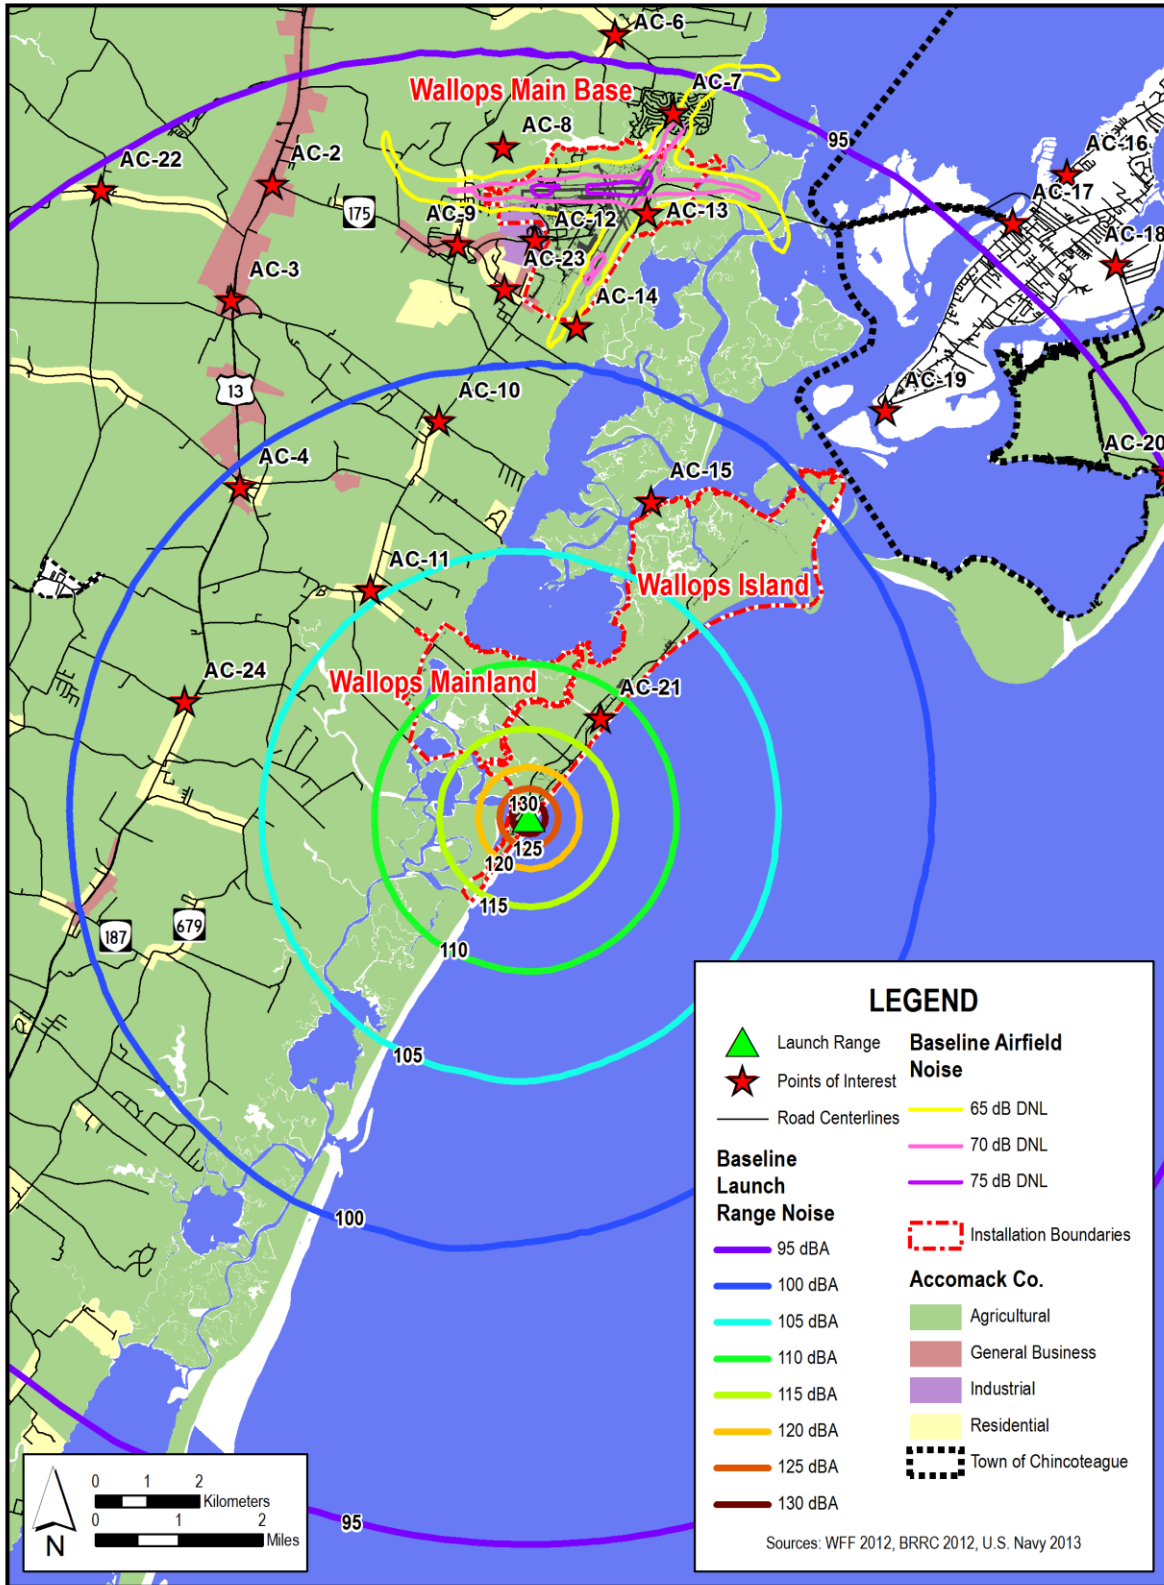 AC-6
Wallops Main Base
AC-7
AC-8
95
AC-16
AC-22
AC-2
AC-17
175
AC-9
AC-12
AC-13
AC-18
AC-23
AC-3
AC-14
13
AC-10
AC-19
AC-20
AC-4
AC-15
AC-11
Wallops Island
AC-24
Wallops Mainland
AC-21
130
125
120
115
187
679
110
105
100
95
LEGEND
Launch Range
Points of Interest
Road Centerlines
Baseline
Launch
Range Noise
95 dBA
100 dBA
105 dBA
110 dBA
115 dBA
120 dBA
125 dBA
130 dBA
Baseline Airfield
Noise
65 dB DNL
70 dB DNL
75 dB DNL
Installation Boundaries
Accomack Co.
Agricultural
General Business
Industrial
Residential
Town of Chincoteague
Sources: WFF 2012, BRRC 2012, U.S. Navy 2013
N
0 1 2
Kilometers
0 1 2
Miles